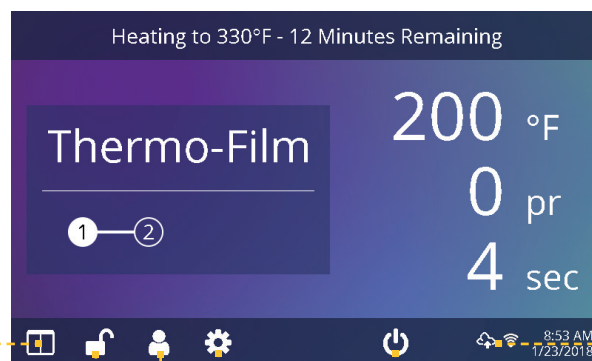 Heating to 330°F - 12 Minutes Remaining
Thermo-Film
1 2
200 °F
0 pr
4 sec
8:53 AM
1/23/2018